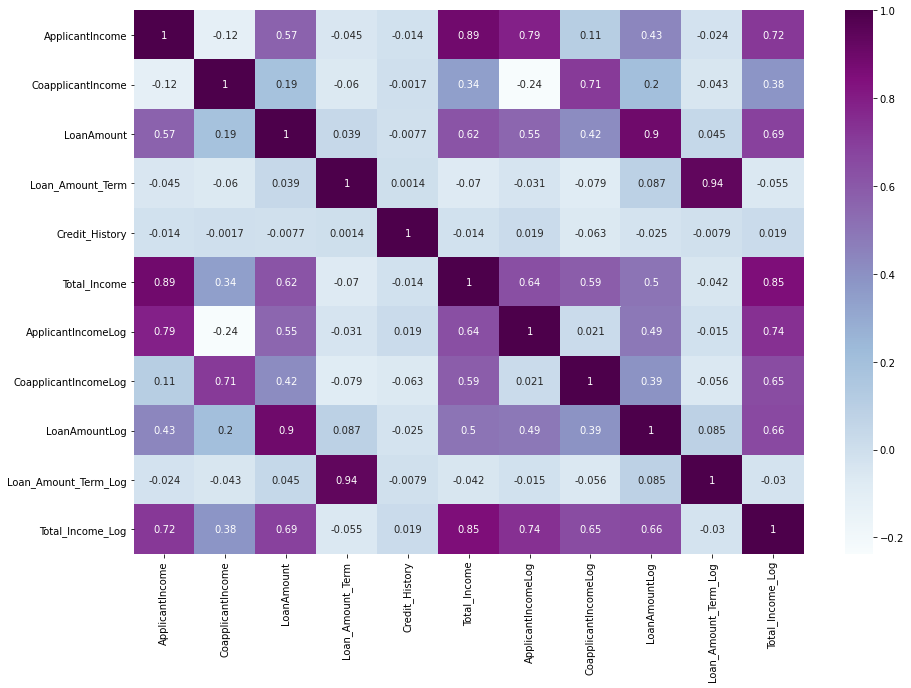 ApplicantIncome 1 -0.12 0.57 -0.045 -0.014 0.89 0.79 0.11 0.43 -0.024 0.72
CoapplicantIncome -0.12 1 0.19 -0.06 -0.0017 0.34 -0.24 0.71 0.2 -0.043 0.38
LoanAmount 0.57 0.19 1 0.039 -0.0077 0.62 0.55 0.42 0.9 0.045 0.69
Loan_Amount_Term -0.045 -0.06 0.039 1 0.0014 -0.07 -0.031 -0.079 0.087 0.94 -0.055
Credit_History -0.014 -0.0017 -0.0077 0.0014 1 -0.014 0.019 -0.063 -0.025 -0.0079 0.019
Total_Income 0.89 0.34 0.62 -0.07 -0.014 1 0.64 0.59 0.5 -0.042 0.85
ApplicantIncomeLog 0.79 -0.24 0.55 -0.031 0.019 0.64 1 0.021 0.49 -0.015 0.74
CoapplicantIncomeLog 0.11 0.71 0.42 -0.079 -0.063 0.59 0.021 1 0.39 -0.056 0.65
LoanAmountLog 0.43 0.2 0.9 0.087 -0.025 0.5 0.49 0.39 1 0.085 0.66
Loan_Amount_Term_Log -0.024 -0.043 0.045 0.94 -0.0079 -0.042 -0.015 -0.056 0.085 1 -0.03
Total_Income_Log 0.72 0.38 0.69 -0.055 0.019 0.85 0.74 0.65 0.66 -0.03 1
ApplicantIncome
CoapplicantIncome
LoanAmount
Loan_Amount_Term
Credit_History
Total_Income
ApplicantIncomeLog
CoapplicantIncomeLog
LoanAmountLog
Loan_Amount_Term_Log
Total_Income_Log
1.0
0.8
0.6
0.4
0.2
0.0
−0.2